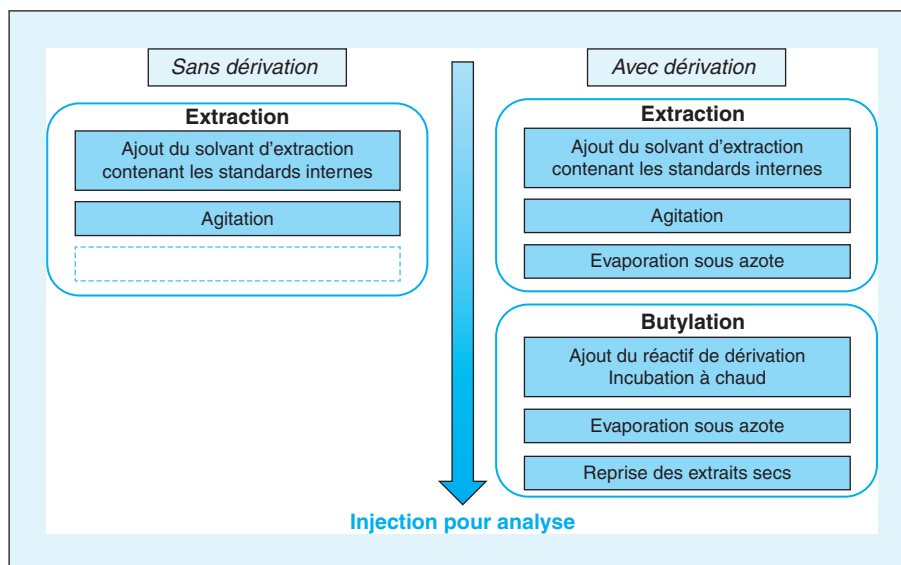 Sans dérivation
Extraction
Ajout du solvant d'extraction
contenant les standards internes
Agitation
Avec dérivation
Extraction
Ajout du solvant d'extraction
contenant les standards internes
Agitation
Evaporation sous azote
Butylation
Ajout du réactif de dérivation
Incubation à chaud
Evaporation sous azote
Reprise des extraits secs
Injection pour analyse